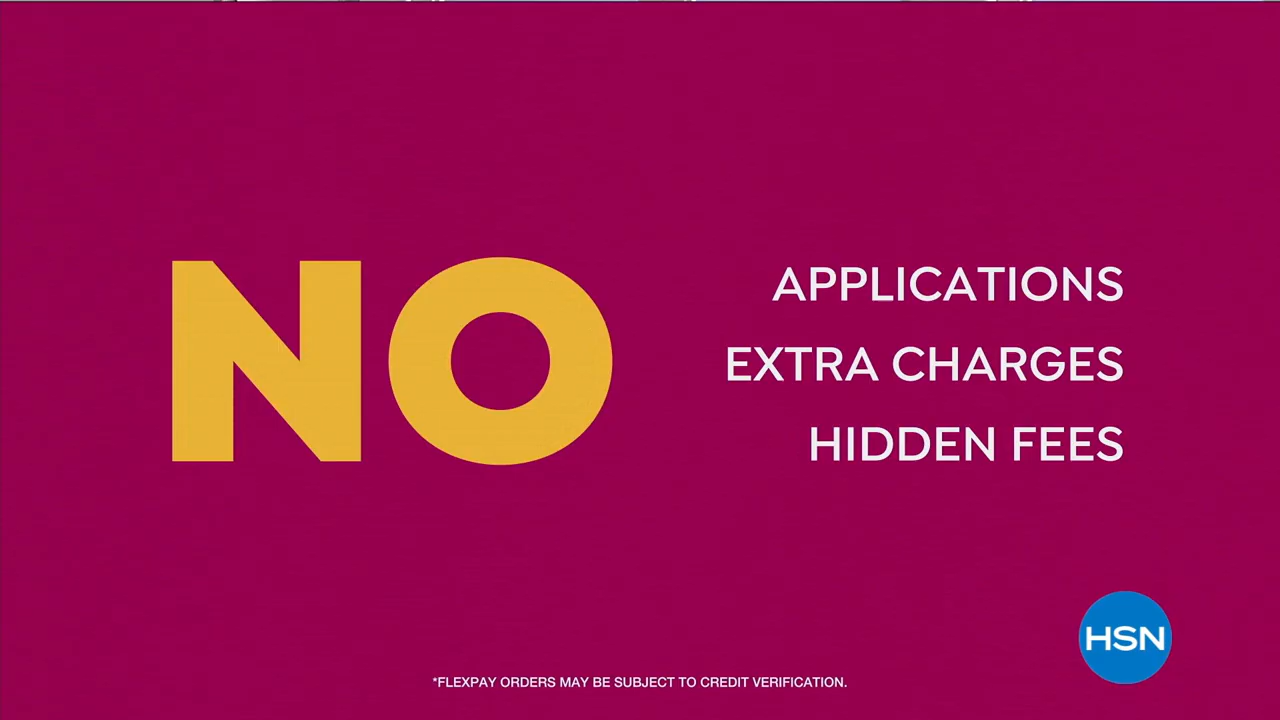 NO
APPLICATIONS
EXTRA CHARGES
HIDDEN FEES
HSN
*FLEXPAY ORDERS MAY BE SUBJECT TO CREDIT VERIFICATION.